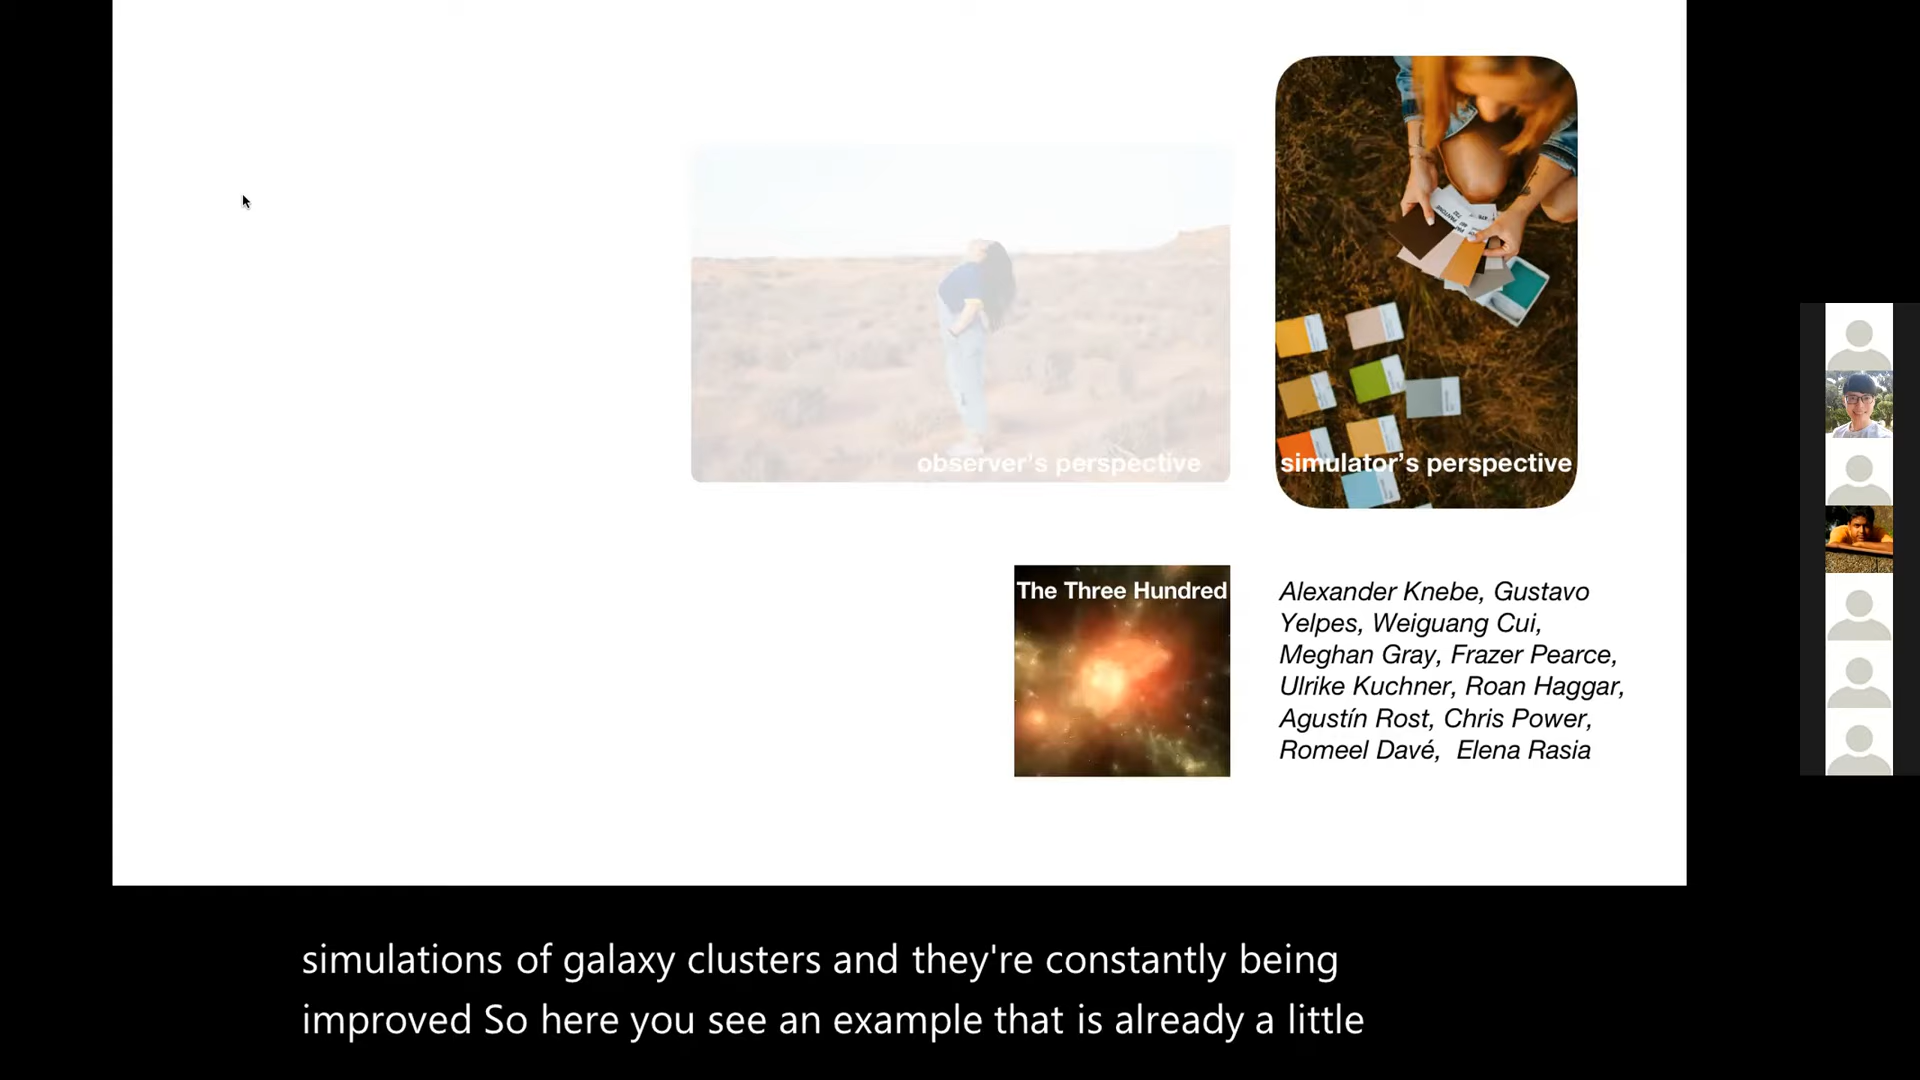 observer's perspective
simulator's perspective
The Three Hundred
Alexander Knebe, Gustavo
Yelpes, Weiguang Cui,
Meghan Gray, Frazer Pearce,
Ulrike Kuchner, Roan Haggar,
Agustín Rost, Chris Power,
Romeel Davé, Elena Rasia
simulations of galaxy clusters and they're constantly being
improved So here you see an example that is already a little